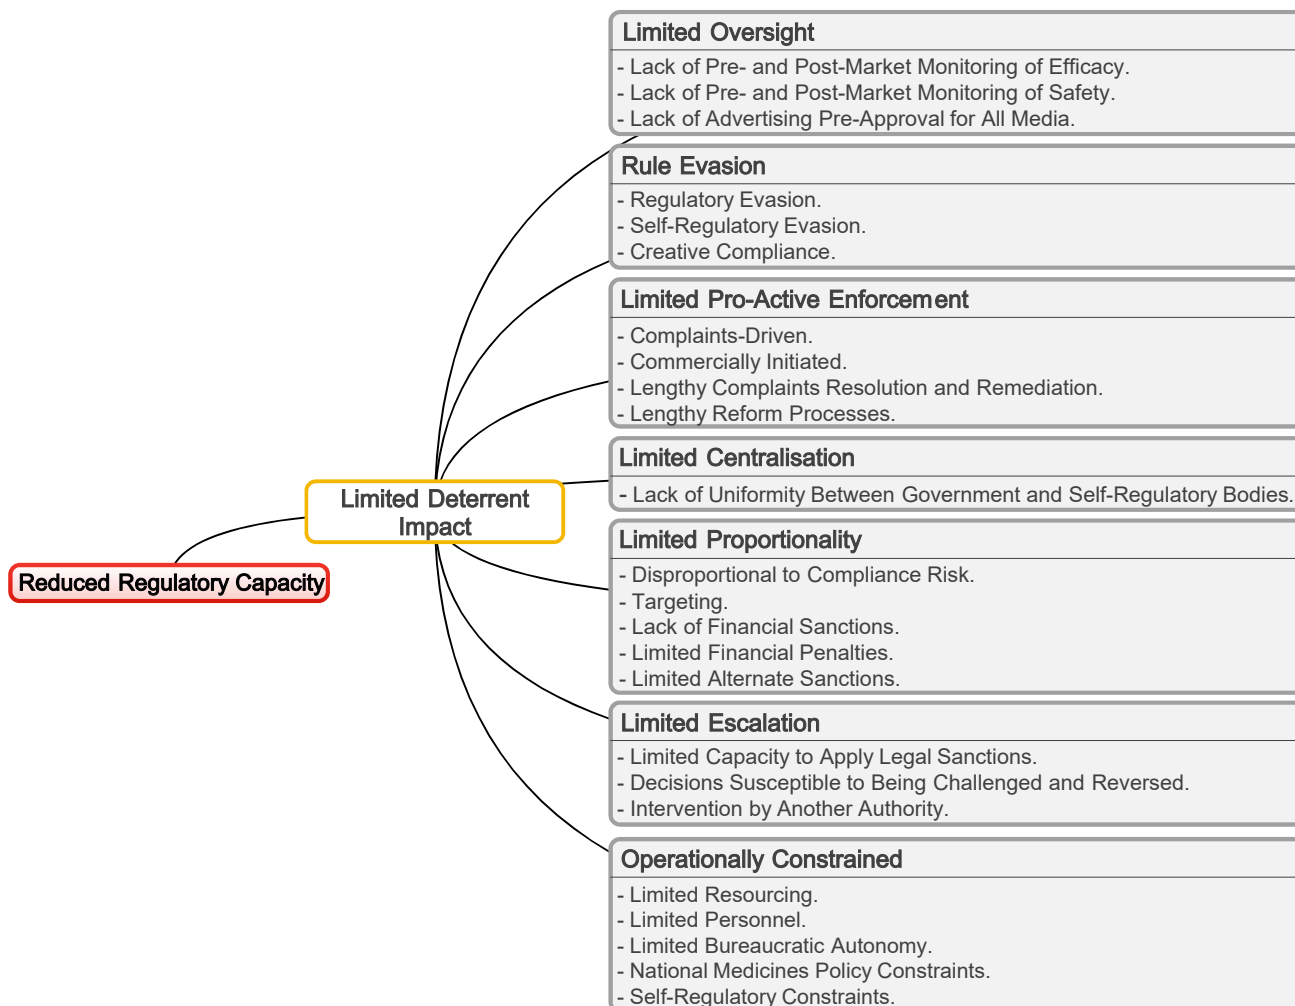 Limited Oversight
- Lack of Pre- and Post-Market Monitoring of Efficacy.
- Lack of Pre- and Post-Market Monitoring of Safety.
- Lack of Advertising Pre-Approval for All Media.
Rule Evasion
- Regulatory Evasion.
- Self-Regulatory Evasion.
- Creative Compliance.
Limited Pro-Active Enforcement
- Complaints-Driven.
- Commercially Initiated.
- Lengthy Complaints Resolution and Remediation.
- Lengthy Reform Processes.
Limited Centralisation
- Lack of Uniformity Between Government and Self-Regulatory Bodies.
Limited Deterrent
Impact
Reduced Regulatory Capacity
Limited Proportionality
- Disproportional to Compliance Risk.
- Targeting.
- Lack of Financial Sanctions.
- Limited Financial Penalties.
- Limited Alternate Sanctions.
Limited Escalation
- Limited Capacity to Apply Legal Sanctions.
- Decisions Susceptible to Being Challenged and Reversed.
- Intervention by Another Authority.
Operationally Constrained
- Limited Resourcing.
- Limited Personnel.
- Limited Bureaucratic Autonomy.
- National Medicines Policy Constraints.
- Self-Regulatory Constraints.